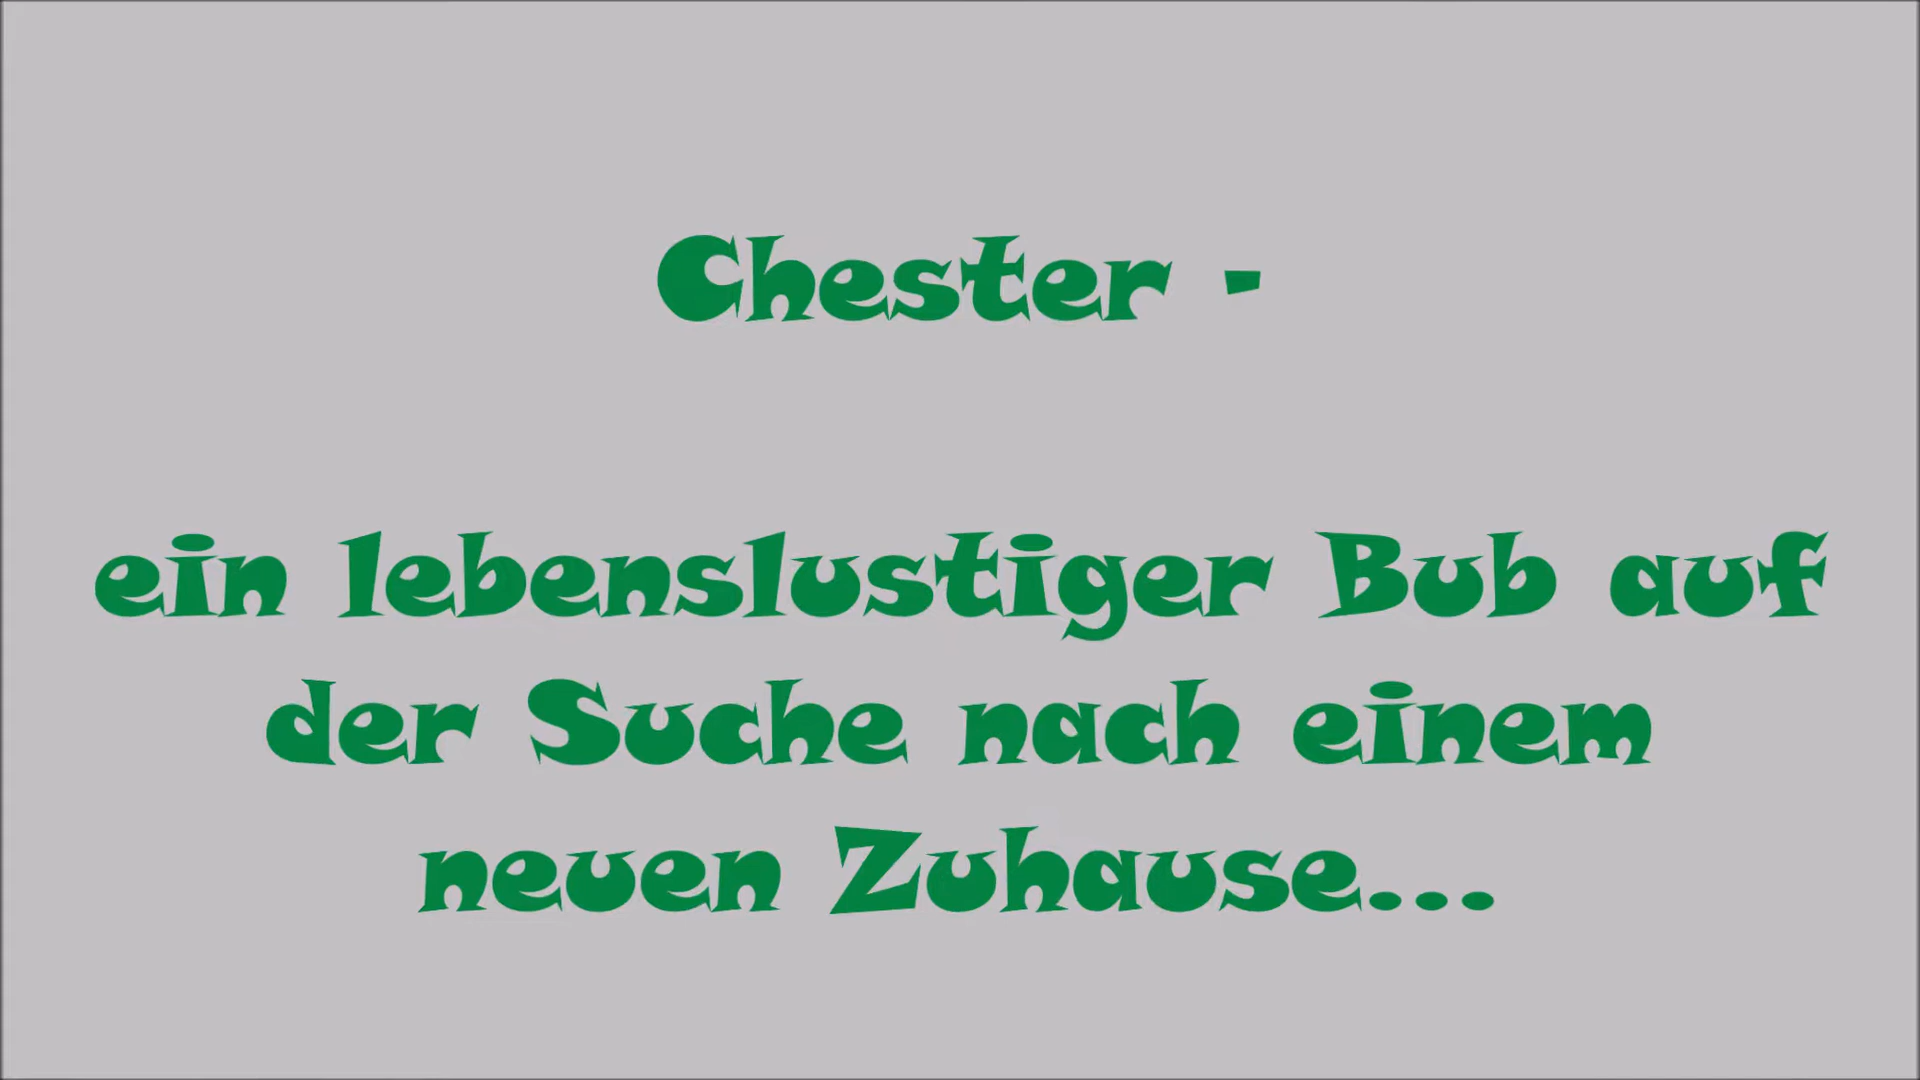 Chester -
ein lebenslustiger Bub auf
der Suche nach einem
neuen Zuhause...